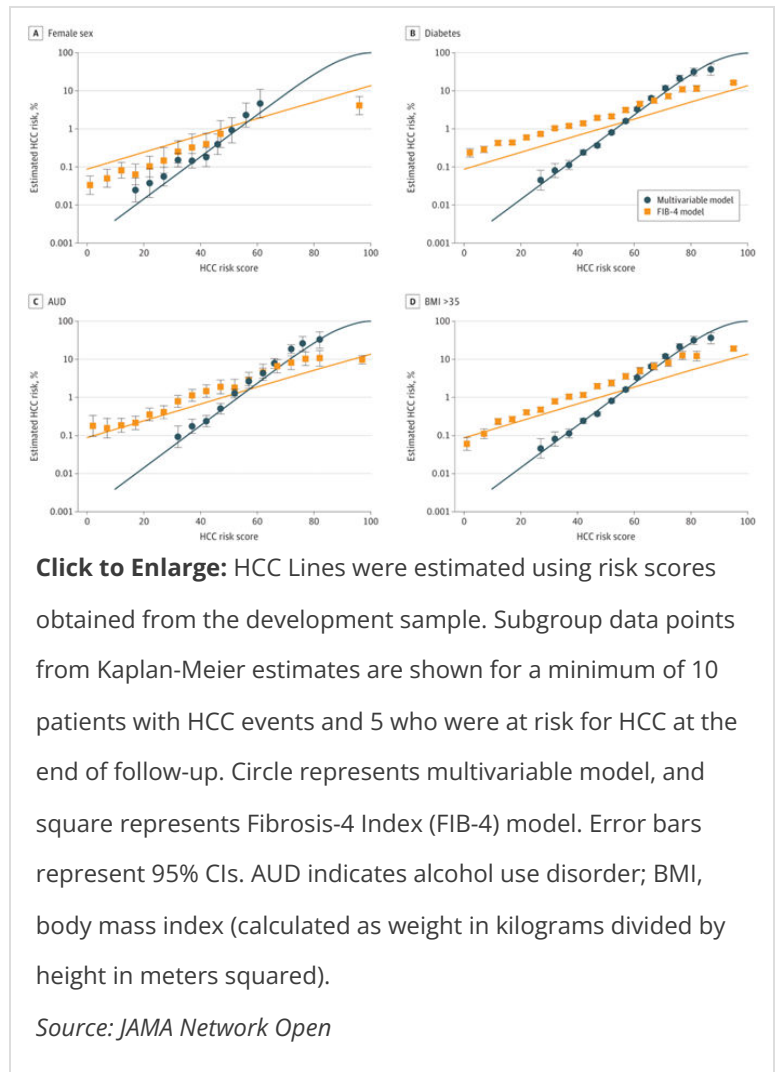 A Female sex
B Diabetes
100
10
1
0.1
0.01
0.001
Estimated HCC risk, %
0 20 40 60 80 100
HCC risk score
100
10
1
0.1
0.01
0.001
Estimated HCC risk, %
Multivariable model
FIB-4 model
0 20 40 60 80 100
HCC risk score
C AUD
D BMI >35
100
10
1
0.1
0.01
0.001
Estimated HCC risk, %
0 20 40 60 80 100
HCC risk score
100
10
1
0.1
0.01
0.001
Estimated HCC risk, %
0 20 40 60 80 100
HCC risk score
Click to Enlarge: HCC Lines were estimated using risk scores
obtained from the development sample. Subgroup data points
from Kaplan-Meier estimates are shown for a minimum of 10
patients with HCC events and 5 who were at risk for HCC at the
end of follow-up. Circle represents multivariable model, and
square represents Fibrosis-4 Index (FIB-4) model. Error bars
represent 95% CIs. AUD indicates alcohol use disorder; BMI,
body mass index (calculated as weight in kilograms divided by
height in meters squared).
Source: JAMA Network Open